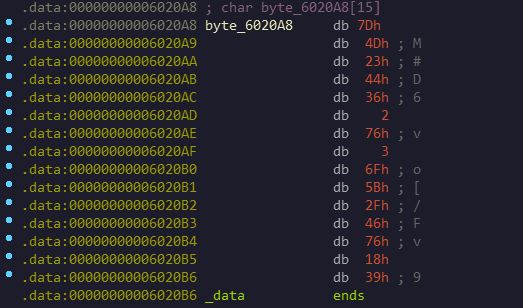 .data:00000000006020A8 ; char byte_6020A8[15]
.data:00000000006020A8 byte_6020A8 db 7Dh
.data:00000000006020A9 db 4Dh ; M
.data:00000000006020AA db 23h ; #
.data:00000000006020AB db 44h ; D
.data:00000000006020AC db 36h ; 6
.data:00000000006020AD db 2
.data:00000000006020AE db 76h ; v
.data:00000000006020AF db 3
.data:00000000006020B0 db 6Fh ; o
.data:00000000006020B1 db 5Bh ; [
.data:00000000006020B2 db 2Fh ; /
.data:00000000006020B3 db 46h ; F
.data:00000000006020B4 db 76h ; v
.data:00000000006020B5 db 18h
.data:00000000006020B6 db 39h ; 9
.data:00000000006020B6 _data ends